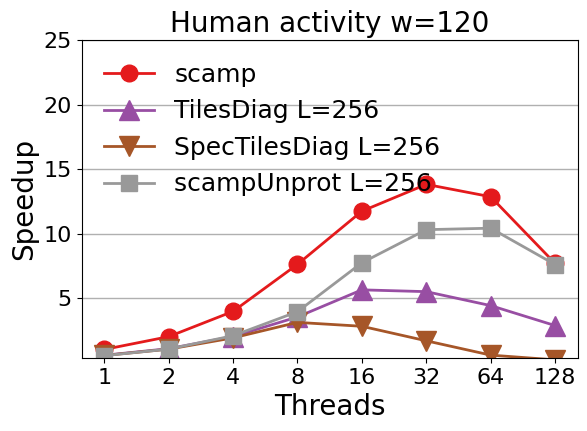 Human activity w=120
25
20
15
10
5
Speedup
scamp
TilesDiag L=256
SpecTilesDiag L=256
scampUnprot L=256
1 2 4 8 16 32 64 128
Threads